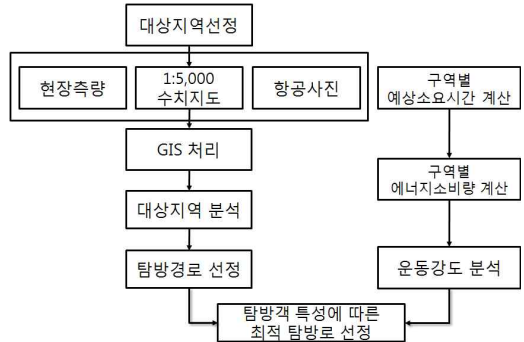 대상지역선정
현장측량
1:5,000
수치지도
항공사진
GIS 처리
대상지역 분석
탐방경로 선정
구역별
예상소요시간 계산
구역별
에너지소비량 계산
운동강도 분석
탐방객 특성에 따른
최적 탐방로 선정